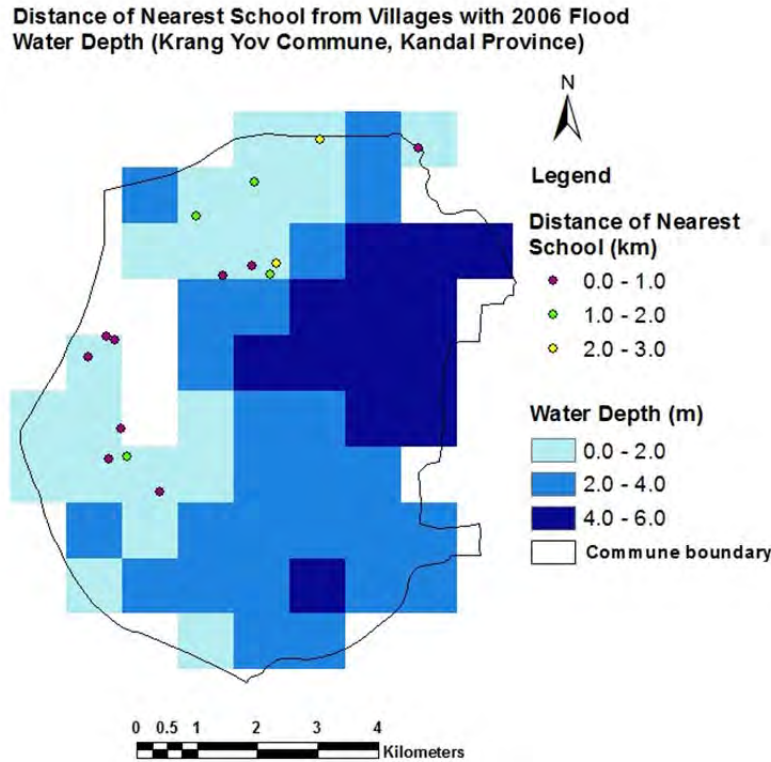 Distance of Nearest School from Villages with 2006 Flood
Water Depth (Krang Yov Commune, Kandal Province)
N
Legend
Distance of Nearest
School (km)
0.0 - 1.0
1.0 - 2.0
2.0 - 3.0
Water Depth (m)
0.0 - 2.0
2.0 - 4.0
4.0 - 6.0
Commune boundary
0 0.5 1 2 3 4
Kilometers